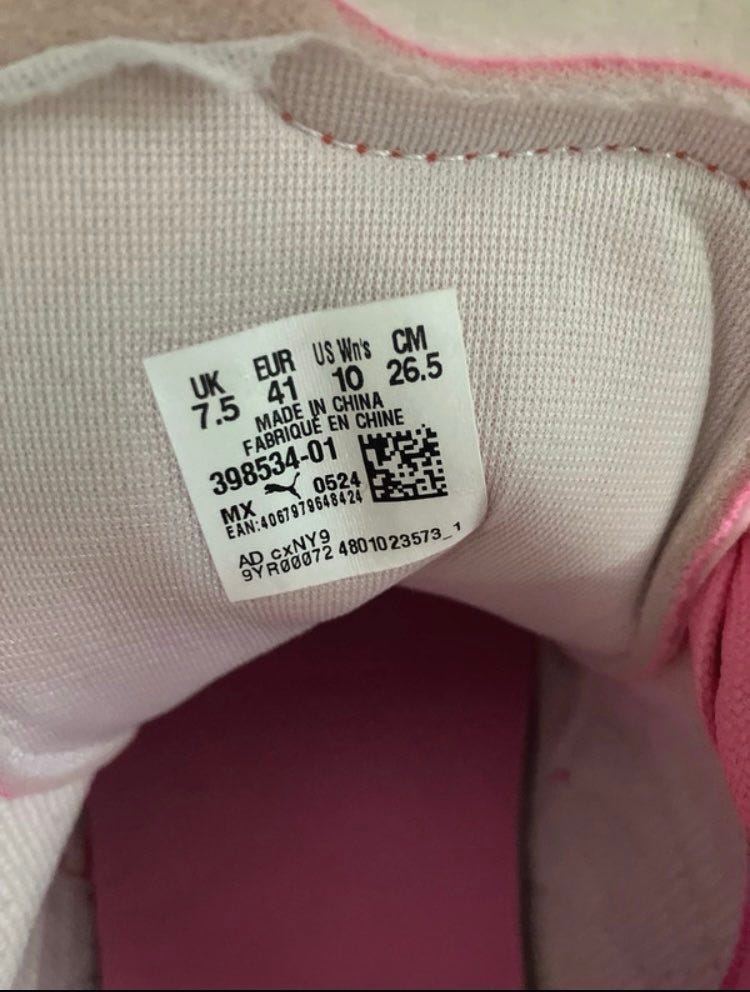 UK EUR US Wn's CM
7.5 41 10 26.5
MADE IN CHINA
FABRIQUÉ EN CHINE
398534-01
MX 0524
EAN:4067979648424
AD cxNY9
9YR00072 4801023573_1